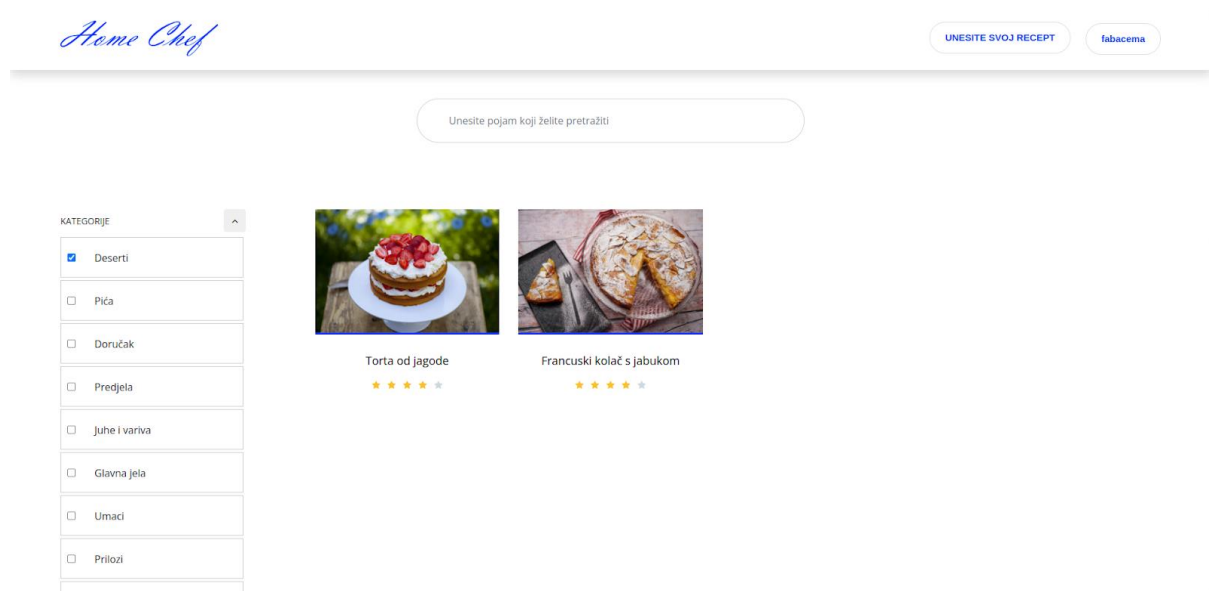 Home Chef
UNESITE SVOJ RECEPT
fabacema
Unesite pojam koji želite pretražiti
KATEGORIJE
Deserti
Pića
Doručak
Predjela
Juhe i variva
Glavna jela
Umaci
Prilozi
Torta od jagode
Francuski kolač s jabukom